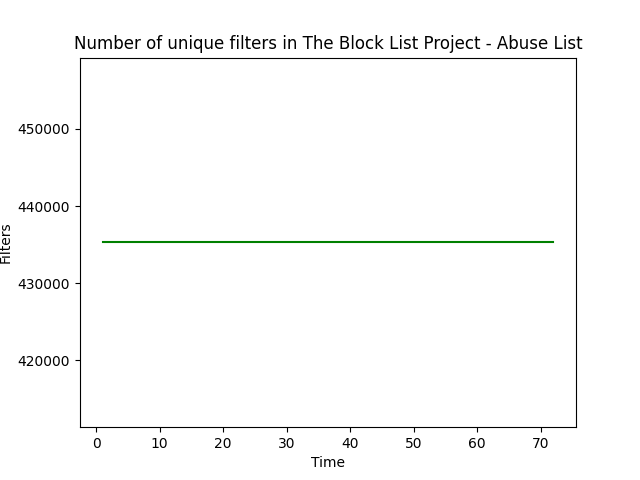 Number of unique filters in The Block List Project - Abuse List
450000
440000
430000
420000
Filters
0 10 20 30 40 50 60 70
Time